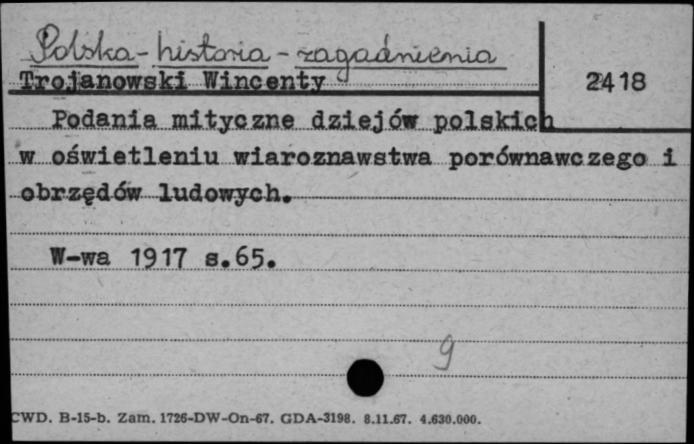 Polska - historia - zagadnienia
Trojanowski Wincenty
2418
Podania mityczne dziejów polskich
w oświetleniu wiaroznawstwa porównawczego i
obrzędów ludowych.
W-wa 1917 s.65.
9
CWD. B-15-b. Zam. 1726-DW-On-67. GDA-3198. 8.11.67. 4.630.000.